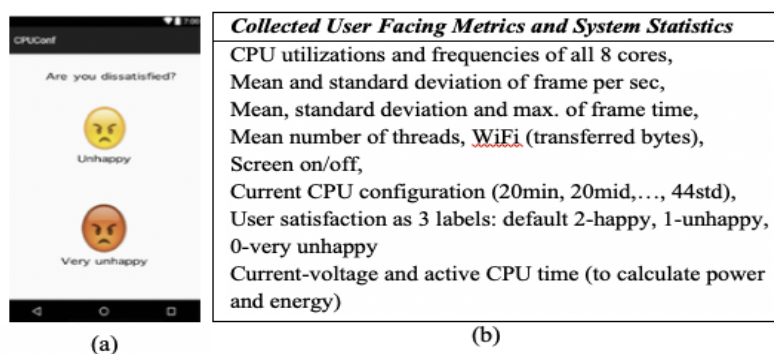 7:00
CPUConf
Are you dissatisfied?
Unhappy
Very unhappy
(a)
Collected User Facing Metrics and System Statistics
CPU utilizations and frequencies of all 8 cores,
Mean and standard deviation of frame per sec,
Mean, standard deviation and max. of frame time,
Mean number of threads, WiFi (transferred bytes),
Screen on/off,
Current CPU configuration (20min, 20mid,…, 44std),
User satisfaction as 3 labels: default 2-happy, 1-unhappy,
0-very unhappy
Current-voltage and active CPU time (to calculate power
and energy)
(b)